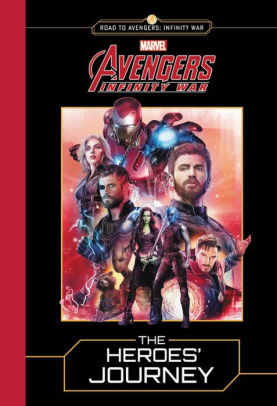 ROAD TO AVENGERS: INFINITY WAR
MARVEL
AVENGERS
INFINITY WAR
THE
HEROES'
JOURNEY